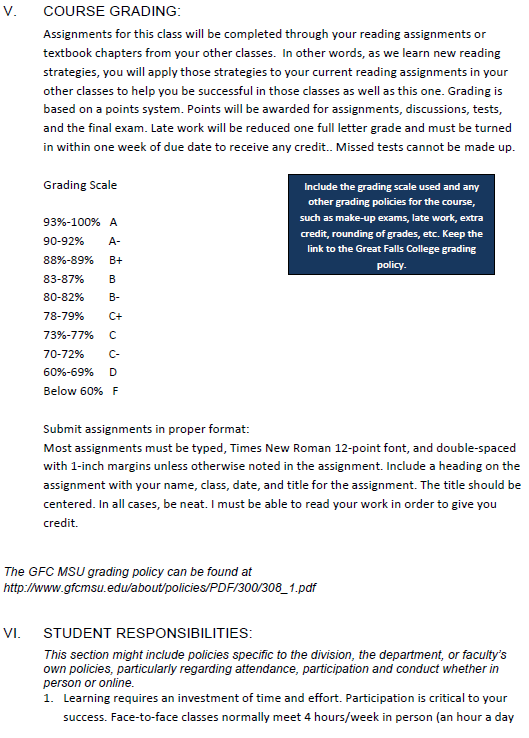 V. COURSE GRADING:
Assignments for this class will be completed through your reading assignments or
textbook chapters from your other classes.  In other words, as we learn new reading
strategies, you will apply those strategies to your current reading assignments in your
other classes to help you be successful in those classes as well as this one. Grading is
based on a points system. Points will be awarded for assignments, discussions, tests,
and the final exam. Late work will be reduced one full letter grade and must be turned
in within one week of due date to receive any credit.. Missed tests cannot be made up.
Grading Scale
93%-100% A
90-92% A-
88%-89% B+
83-87% B
80-82% B-
78-79% C+
73%-77% C
70-72% C-
60%-69% D
Below 60% F
Include the grading scale used and any
other grading policies for the course,
such as make-up exams, late work, extra
credit, rounding of grades, etc. Keep the
link to the Great Falls College grading
policy.
Submit assignments in proper format:
Most assignments must be typed, Times New Roman 12-point font, and double-spaced
with 1-inch margins unless otherwise noted in the assignment. Include a heading on the
assignment with your name, class, date, and title for the assignment. The title should be
centered. In all cases, be neat. I must be able to read your work in order to give you
credit.
The GFC MSU grading policy can be found at
http://www.gfcmsu.edu/about/policies/PDF/300/308_1.pdf
VI. STUDENT RESPONSIBILITIES:
This section might include policies specific to the division, the department, or faculty's
own policies, particularly regarding attendance, participation and conduct whether in
person or online.
1. Learning requires an investment of time and effort. Participation is critical to your
success. Face-to-face classes normally meet 4 hours/week in person (an hour a day